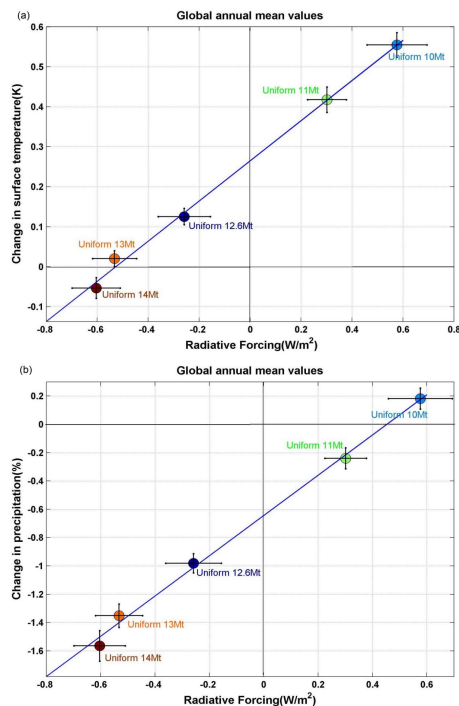 (a)
Global annual mean values
Change in surface temperature(K)
0.6
0.5
0.4
0.3
0.2
0.1
0
-0.1
Uniform 10Mt
Uniform 11Mt
Uniform 12.6Mt
Uniform 13Mt
Uniform 14Mt
-0.8 -0.6 -0.4 -0.2 0 0.2 0.4 0.6 0.8
Radiative Forcing(W/m²)
(b)
Global annual mean values
Change in precipitation(%)
0.2
0
-0.2
-0.4
-0.6
-0.8
-1
-1.2
-1.4
-1.6
Uniform 10Mt
Uniform 11Mt
Uniform 12.6Mt
Uniform 13Mt
Uniform 14Mt
-0.8 -0.6 -0.4 -0.2 0 0.2 0.4 0.6
Radiative Forcing(W/m²)